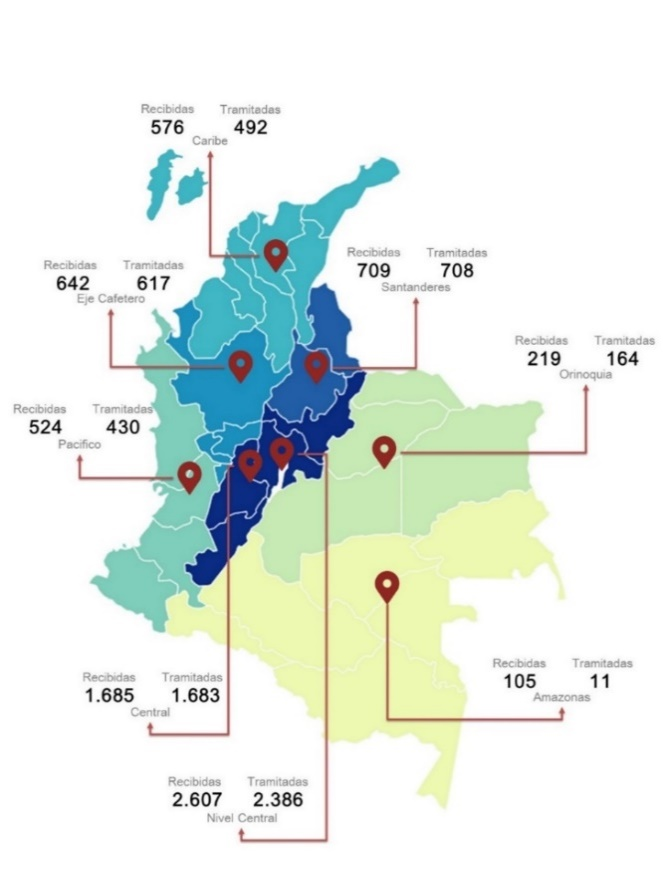 Recibidas Tramitadas
576 492
Caribe
Recibidas Tramitadas
709 708
Santanderes
Recibidas Tramitadas
642 617
Eje Cafetero
Recibidas Tramitadas
219 164
Orinoquia
Recibidas Tramitadas
524 430
Pacifico
Recibidas Tramitadas
105 11
Amazonas
Recibidas Tramitadas
1.685 1.683
Central
Recibidas Tramitadas
2.607 2.386
Nivel Central